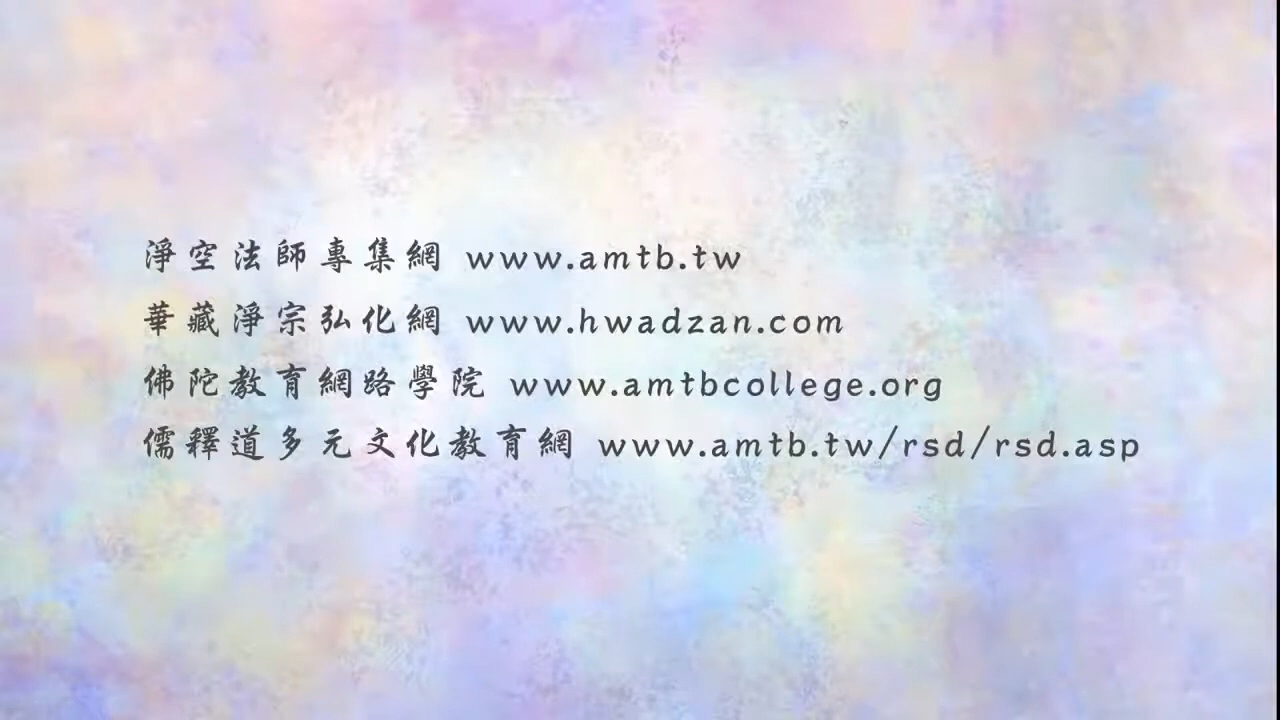 淨空法師專集網 www.amtb.tw
華藏淨宗弘化網 www.hwadzan.com
佛陀教育網路學院 www.amtbcollege.org
儒釋道多元文化教育網 www.amtb.tw/rsd/rsd.asp